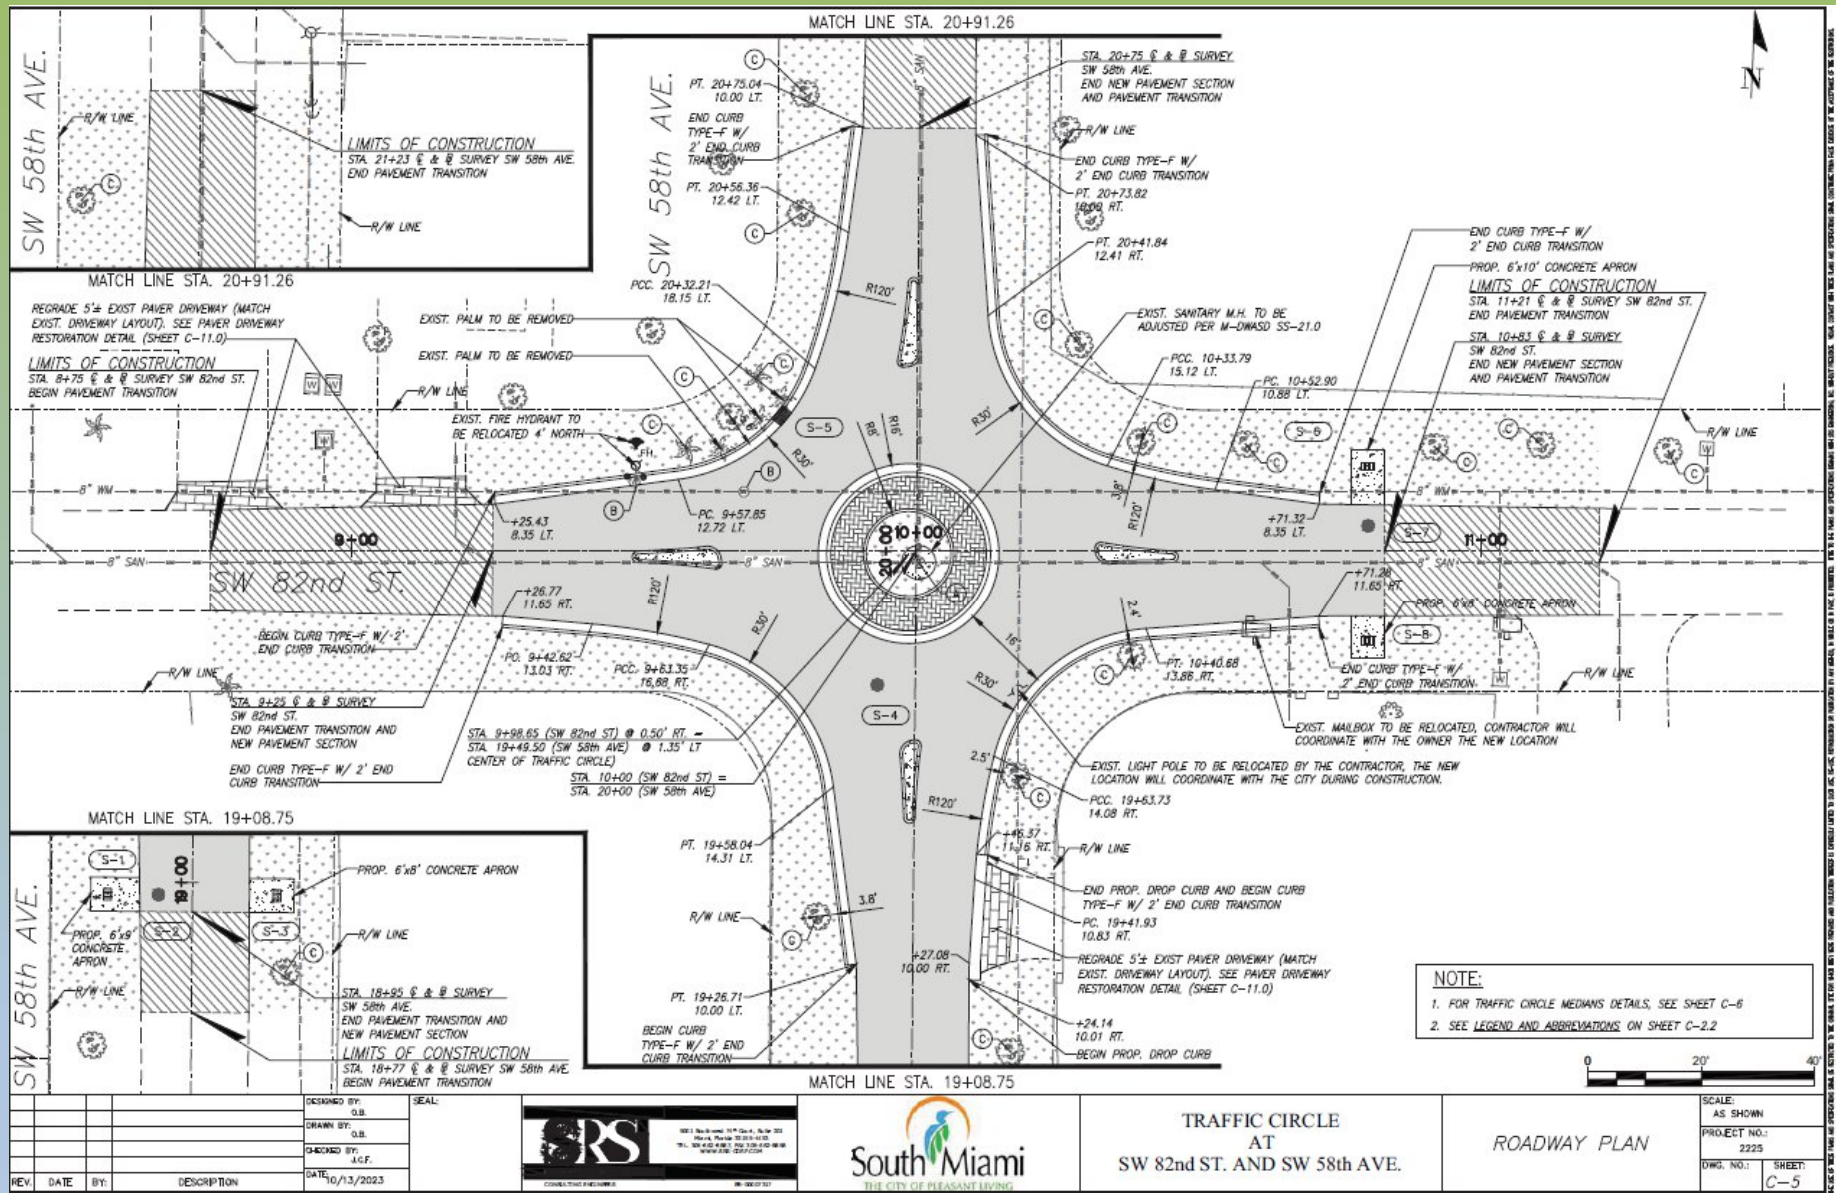 MATCH LINE STA. 20+91.26
SW 58th AVE.
R/W LINE
LIMITS OF CONSTRUCTION
STA. 21+23 ℄ & SURVEY SW 58th AVE.
END PAVEMENT TRANSITION
C
R/W LINE
MATCH LINE STA. 20+91.26
SW 58th AVE.
C
PT. 20+75.04
10.00 LT.
END CURB
TYPE-F W/
2' END CURB
TRANSITION
PT. 20+56.36
12.42 LT.
C
PCC. 20+32.21
18.15 LT.
8" SAN
STA. 20+75 ℄ & SURVEY
SW 58th AVE.
END NEW PAVEMENT SECTION
AND PAVEMENT TRANSITION
R/W LINE
END CURB TYPE-F W/
2' END CURB TRANSITION
PT. 20+73.82
10.00 RT.
PT. 20+41.84
12.41 RT.
N
END CURB TYPE-F W/
2' END CURB TRANSITION
PROP. 6'x10' CONCRETE APRON
LIMITS OF CONSTRUCTION
STA. 11+21 ℄ & SURVEY SW 82nd ST.
END PAVEMENT TRANSITION
STA. 10+83 ℄ & SURVEY
SW 82nd ST.
END NEW PAVEMENT SECTION
AND PAVEMENT TRANSITION
REGRADE 5'± EXIST PAVER DRIVEWAY (MATCH
EXIST. DRIVEWAY LAYOUT). SEE PAVER DRIVEWAY
RESTORATION DETAIL (SHEET C-11.0)
LIMITS OF CONSTRUCTION
STA. 8+75 ℄ & SURVEY SW 82nd ST.
BEGIN PAVEMENT TRANSITION
EXIST. PALM TO BE REMOVED
EXIST. PALM TO BE REMOVED
R/W LINE
EXIST. FIRE HYDRANT TO
BE RELOCATED 4' NORTH
FH.
R120'
EXIST. SANITARY M.H. TO BE
ADJUSTED PER M-DWASD SS-21.0
PCC. 10+33.79
15.12 LT.
PC. 10+52.90
10.88 LT.
C
C
C
C
W W
W
S-5
R8'
R16'
R30'
R30'
S-6
C
C
C
C
C
R/W LINE
W
B
B
8" WM
PC. 9+57.85
12.72 LT.
+25.43
8.35 LT.
9+00
8" SAN
SW 82nd ST.
8" SAN
20+00
10+00
3.8'
R120'
+71.32
8.35 LT.
8" WM
S-7
11+00
8" SAN
+71.28
11.65 RT.
+26.77
11.65 RT.
R120'
R30'
16'
2.4'
PROP. 6'x8' CONCRETE APRON
S-8
BEGIN CURB TYPE-F W/ 2'
END CURB TRANSITION
PC. 9+42.62
13.03 RT.
PCC. 9+63.35
16.68 RT.
R/W LINE
C
PT. 10+40.68
13.86 RT.
END CURB TYPE-F W/
2' END CURB TRANSITION
W
R/W LINE
R30'
S-4
STA. 9+25 ℄ & SURVEY
SW 82nd ST.
END PAVEMENT TRANSITION AND
NEW PAVEMENT SECTION
END CURB TYPE-F W/ 2' END
CURB TRANSITION
STA. 9+98.65 (SW 82nd ST) @ 0.50' RT. =
STA. 19+49.50 (SW 58th AVE) @ 1.35' LT
CENTER OF TRAFFIC CIRCLE)
STA. 10+00 (SW 82nd ST) =
STA. 20+00 (SW 58th AVE)
EXIST. MAILBOX TO BE RELOCATED, CONTRACTOR WILL
COORDINATE WITH THE OWNER THE NEW LOCATION
2.5'
EXIST. LIGHT POLE TO BE RELOCATED BY THE CONTRACTOR, THE NEW
LOCATION WILL COORDINATE WITH THE CITY DURING CONSTRUCTION.
C
R120'
PCC. 19+63.73
14.08 RT.
PT. 19+58.04
14.31 LT.
+46.37
11.16 RT.
R/W LINE
END PROP. DROP CURB AND BEGIN CURB
TYPE-F W/ 2' END CURB TRANSITION
3.8'
R/W LINE
C
PC. 19+41.93
10.83 RT.
+27.08
10.00 RT.
REGRADE 5'± EXIST PAVER DRIVEWAY (MATCH
EXIST. DRIVEWAY LAYOUT). SEE PAVER DRIVEWAY
RESTORATION DETAIL (SHEET C-11.0)
PT. 19+26.71
10.00 LT.
BEGIN CURB
TYPE-F W/ 2' END
CURB TRANSITION
C
+24.14
10.01 RT.
BEGIN PROP. DROP CURB
MATCH LINE STA. 19+08.75
MATCH LINE STA. 19+08.75
SW 58th AVE.
S-1
19+00
PROP. 6'x8' CONCRETE APRON
PROP. 6'x9'
CONCRETE
APRON
S-2
S-3
R/W LINE
C
R/W LINE
STA. 18+95 ℄ & SURVEY
SW 58th AVE.
END PAVEMENT TRANSITION AND
NEW PAVEMENT SECTION
LIMITS OF CONSTRUCTION
STA. 18+77 ℄ & SURVEY SW 58th AVE.
BEGIN PAVEMENT TRANSITION
NOTE:
1. FOR TRAFFIC CIRCLE MEDIANS DETAILS, SEE SHEET C-6
2. SEE LEGEND AND ABBREVIATIONS ON SHEET C-2.2
0 20' 40'
REV. DATE BY: DESCRIPTION
DESIGNED BY:
O.B.
DRAWN BY:
O.B.
CHECKED BY:
J.C.F.
DATE:
10/13/2023
SEAL:
SRS
CONSULTING ENGINEERS
South Miami
THE CITY OF PLEASANT LIVING
TRAFFIC CIRCLE
AT
SW 82nd ST. AND SW 58th AVE.
ROADWAY PLAN
SCALE:
AS SHOWN
PROJECT NO.:
2225
DWG. NO.:
SHEET:
C-5